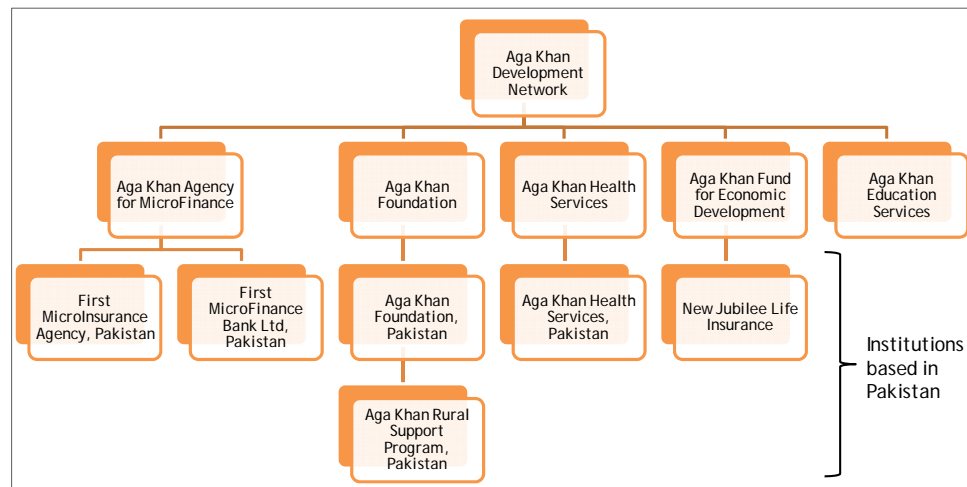 Aga Khan
Development
Network
Aga Khan Agency
for MicroFinance
Aga Khan
Foundation
Aga Khan Health
Services
Aga Khan Fund
for Economic
Development
Aga Khan
Education
Services
First
MicroInsurance
Agency, Pakistan
First
MicroFinance
Bank Ltd,
Pakistan
Aga Khan
Foundation,
Pakistan
Aga Khan Health
Services,
Pakistan
New Jubilee Life
Insurance
Institutions
based in
Pakistan
Aga Khan Rural
Support
Program,
Pakistan